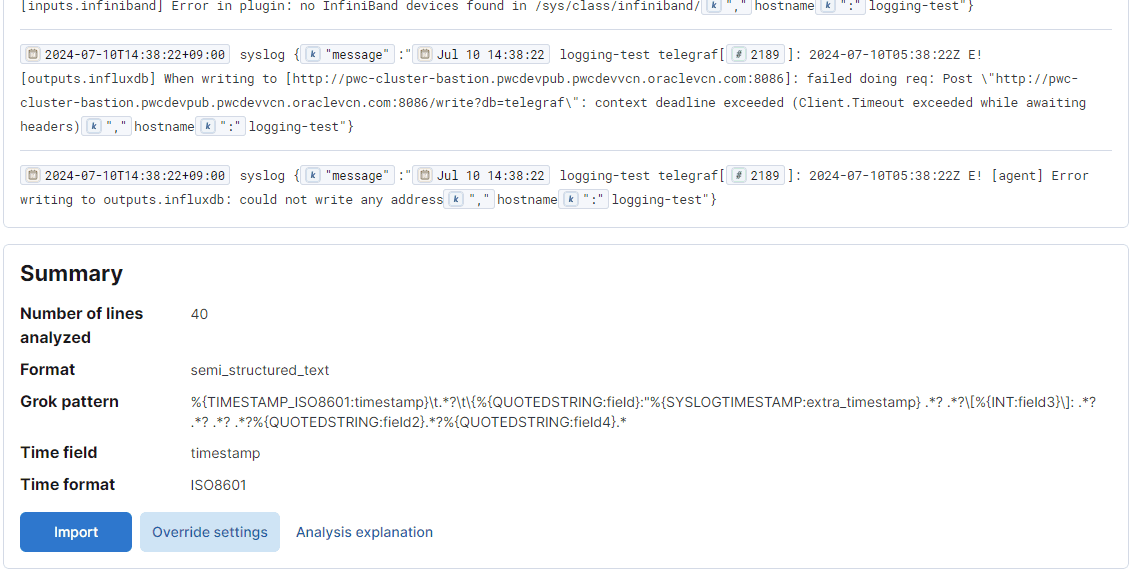 [inputs.infiniband] Error in plugin: no InfiniBand devices found in /sys/class/infiniband/ k "," hostname k ":" logging-test"}
2024-07-10T14:38:22+09:00 syslog { k "message" :" Jul 10 14:38:22 logging-test telegraf[ # 2189 ]: 2024-07-10T05:38:22Z E!
[outputs.influxdb] When writing to [http://pwc-cluster-bastion.pwcdevpub.pwcdevvcn.oraclevcn.com:8086]: failed doing req: Post \"http://pwc-
cluster-bastion.pwcdevpub.pwcdevvcn.oraclevcn.com:8086/write?db=telegraf\": context deadline exceeded (Client.Timeout exceeded while awaiting
headers) k "," hostname k ":" logging-test"}
2024-07-10T14:38:22+09:00 syslog { k "message" :" Jul 10 14:38:22 logging-test telegraf[ # 2189 ]: 2024-07-10T05:38:22Z E! [agent] Error
writing to outputs.influxdb: could not write any address k "," hostname k ":" logging-test"}
Summary
Number of lines analyzed 40
Format semi_structured_text
Grok pattern %{TIMESTAMP_ISO8601:timestamp}\t.*?\t\{%{QUOTEDSTRING:field}:"%{SYSLOGTIMESTAMP:extra_timestamp} .*? .*?\[%{INT:field3}\]: .*?
.*? .*? .*?%{QUOTEDSTRING:field2}.*?%{QUOTEDSTRING:field4}.*
Time field timestamp
Time format ISO8601
Import Override settings Analysis explanation